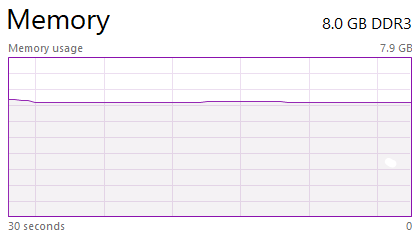 Memory
8.0 GB DDR3
Memory usage
7.9 GB
30 seconds
0